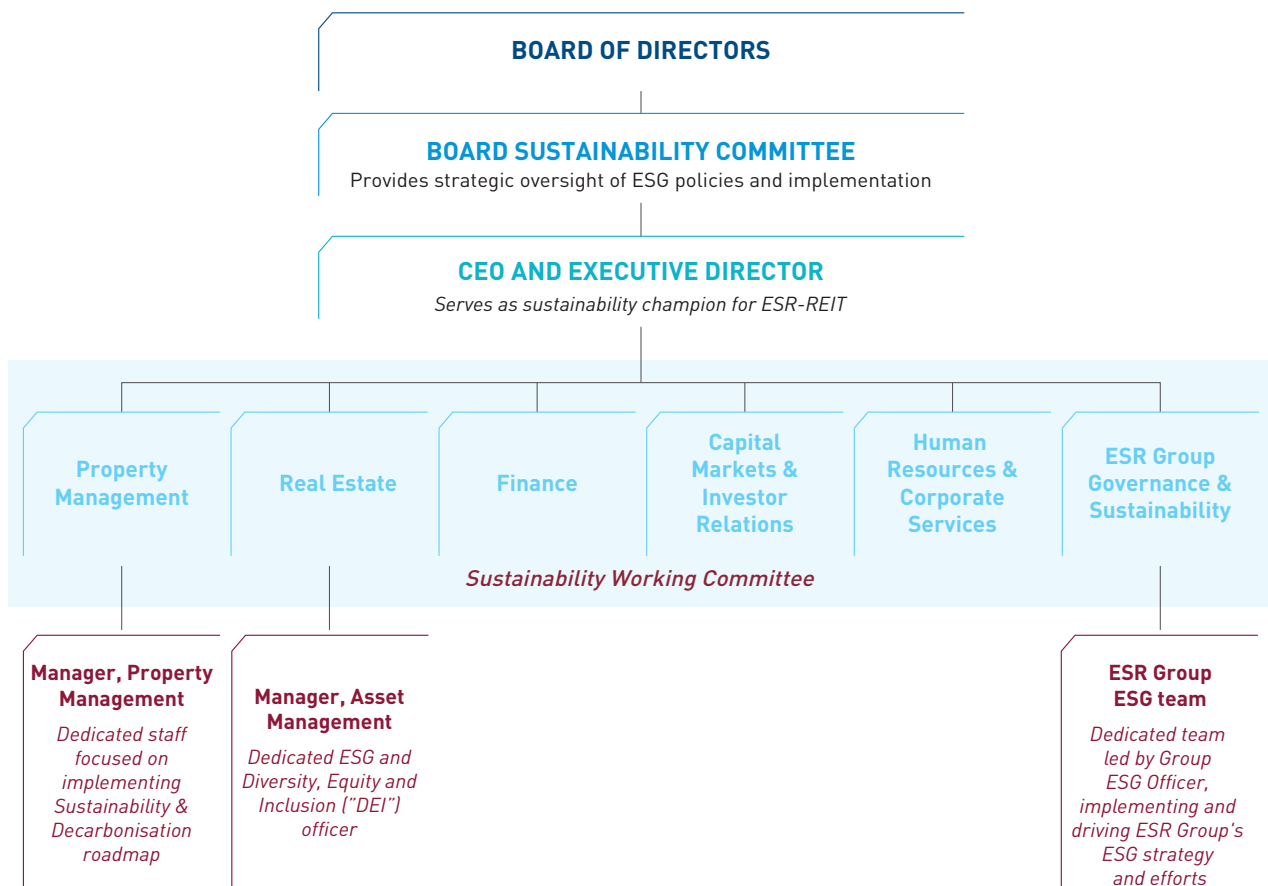 BOARD OF DIRECTORS
BOARD SUSTAINABILITY COMMITTEE
Provides strategic oversight of ESG policies and implementation
CEO AND EXECUTIVE DIRECTOR
Serves as sustainability champion for ESR-REIT
Property
Management
Real Estate
Finance
Capital
Markets &
Investor
Relations
Human
Resources &
Corporate
Services
ESR Group
Governance &
Sustainability
Sustainability Working Committee
Manager, Property
Management
Dedicated staff
focused on
implementing
Sustainability &
Decarbonisation
roadmap
Manager, Asset
Management
Dedicated ESG and
Diversity, Equity and
Inclusion (”DEI”)
officer
ESR Group
ESG team
Dedicated team
led by Group
ESG Officer,
implementing and
driving ESR Group's
ESG strategy
and efforts